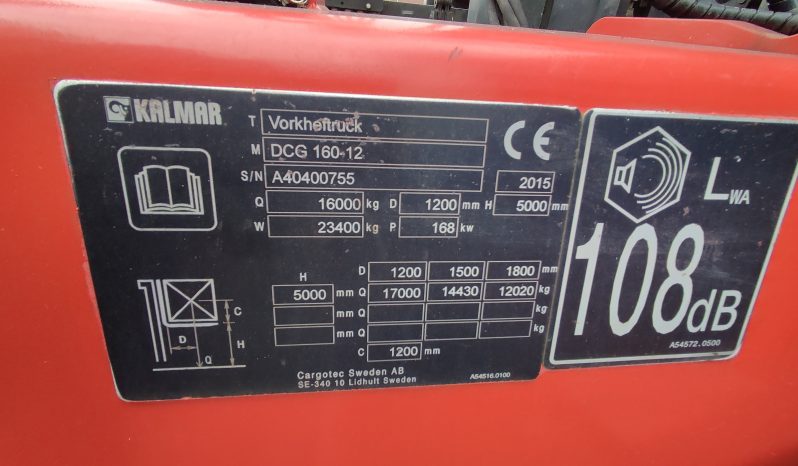 KALMAR
T Vorkheftruck
M DCG 160-12
S/N A40400755 2015
Q 16000 kg D 1200 mm H 5000 mm
W 23400 kg P 168 kw
CE
H D 1200 1500 1800 mm
5000 mm Q 17000 14430 12020 kg
mm Q kg
mm Q kg
C 1200 mm
C
D H
Q
Cargotec Sweden AB
SE-340 10 Lidhult Sweden
A54516.0100
LWA
108dB
A54572.0500